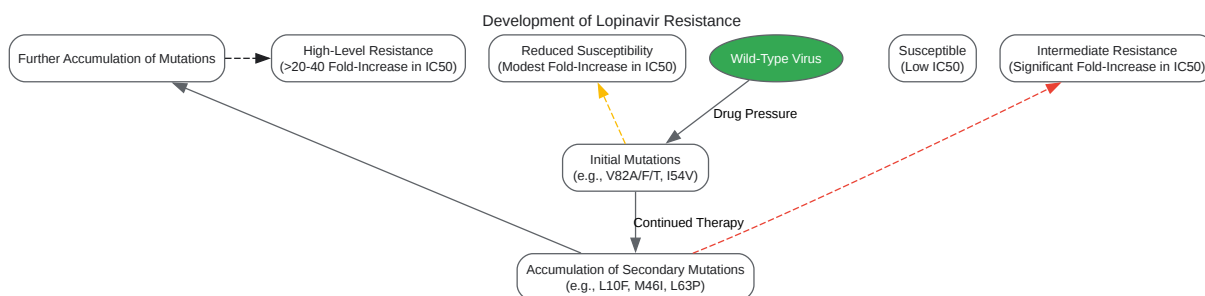 Development of Lopinavir Resistance
Further Accumulation of Mutations
High-Level Resistance
(>20-40 Fold-Increase in IC50)
Reduced Susceptibility
(Modest Fold-Increase in IC50)
Wild-Type Virus
Susceptible
(Low IC50)
Intermediate Resistance
(Significant Fold-Increase in IC50)
Drug Pressure
Initial Mutations
(e.g., V82A/F/T, I54V)
Continued Therapy
Accumulation of Secondary Mutations
(e.g., L10F, M46I, L63P)